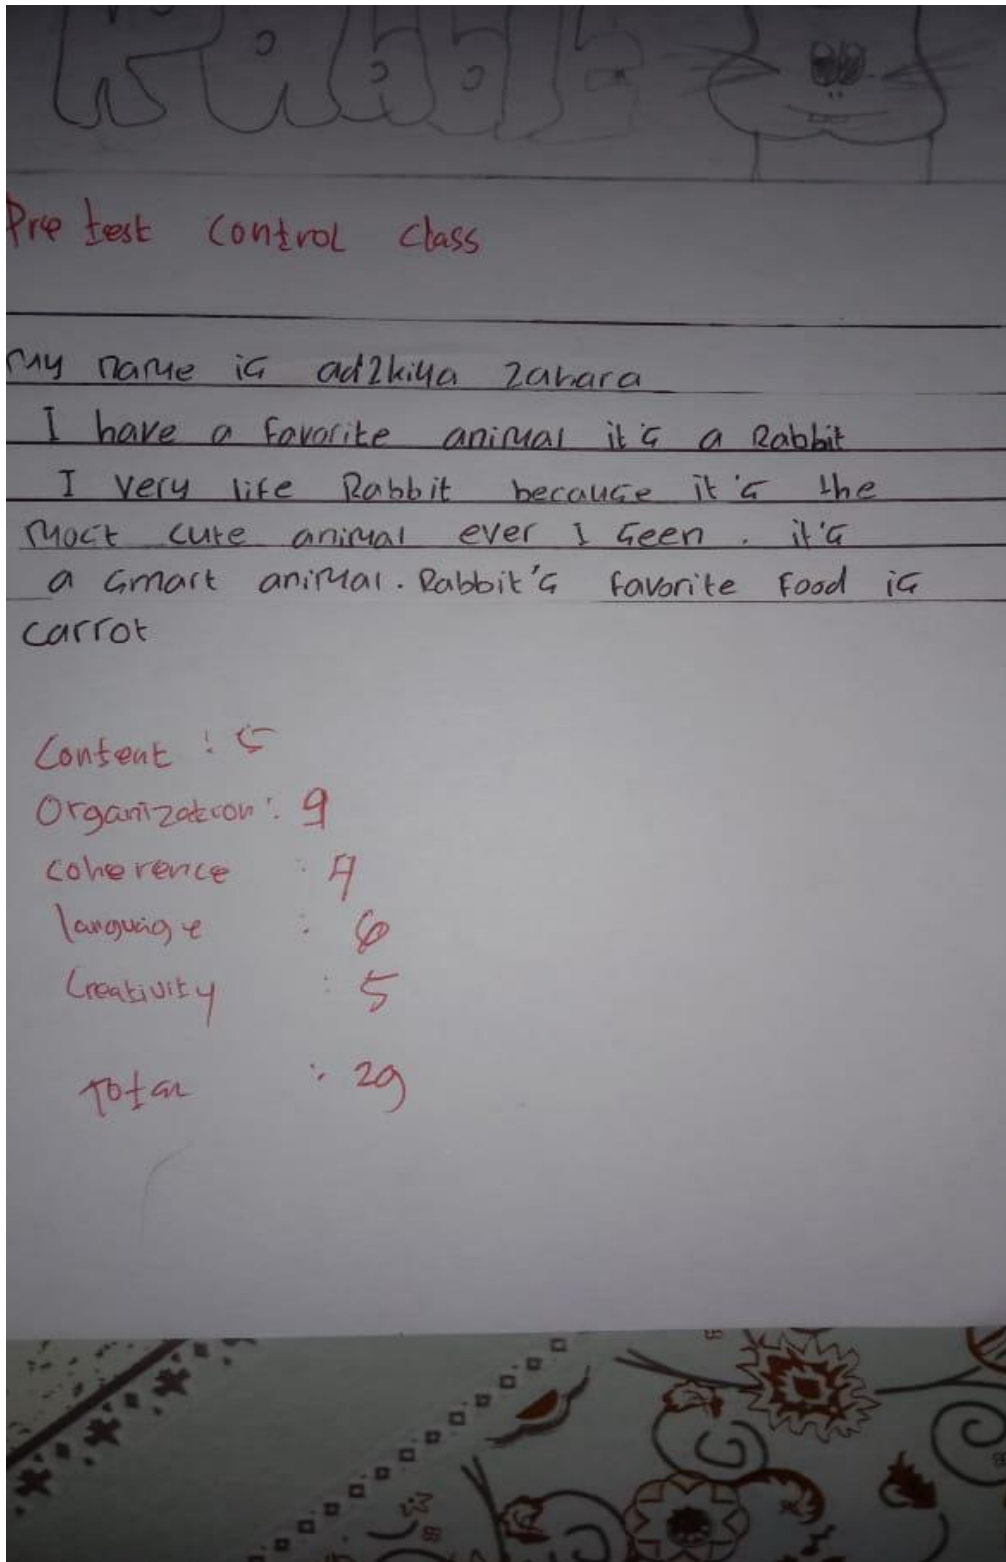 Rabbit
Pre test control class
My name is adzkiya zahara
I have a favorite animal it's a Rabbit
I very life Rabbit because it's the
most cute animal ever I seen. it's
a smart animal. Rabbit's favorite food is
carrot
Content : 5
Organization : 9
coherence : 4
language : 6
Creativity : 5
Total : 29